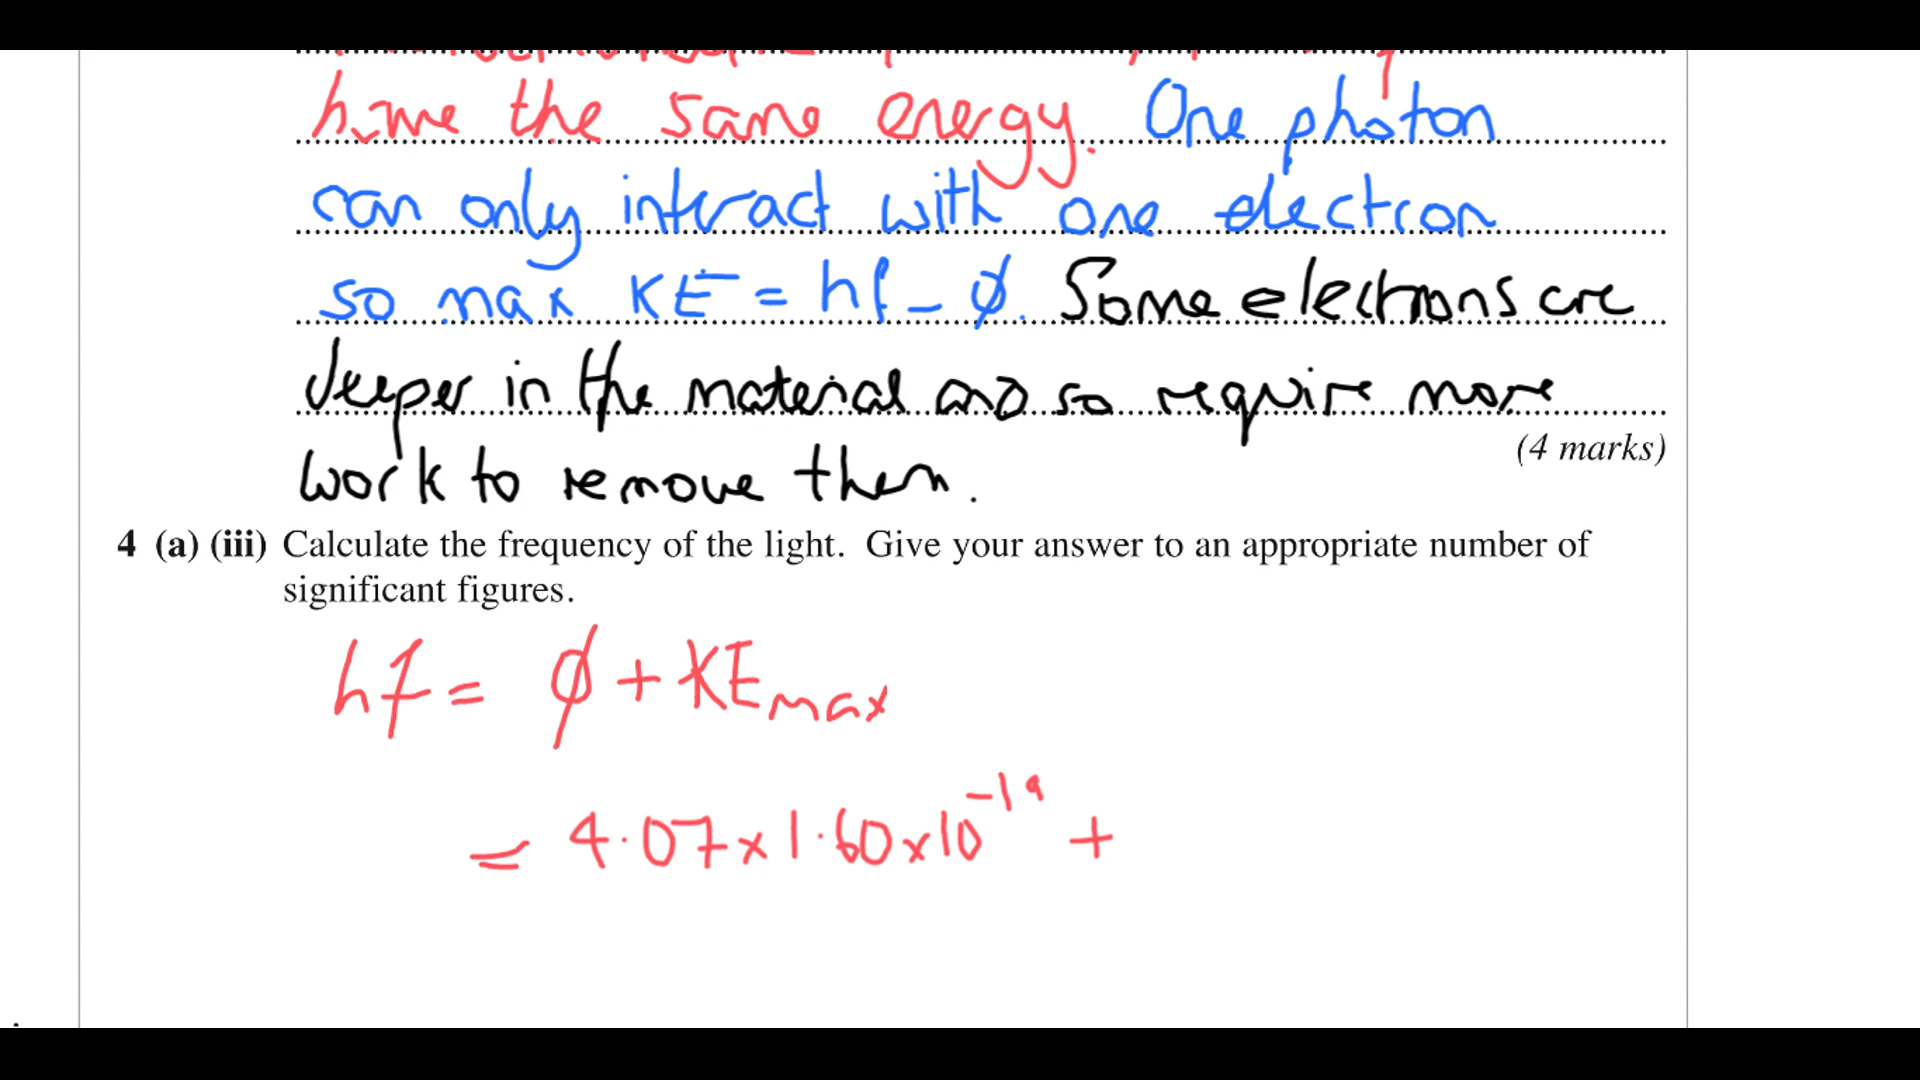 have the same energy. One photon
can only interact with one electron
so max KE = hf - ϕ. Some electrons are
deeper in the material and so require more
(4 marks)
work to remove them.
4 (a) (iii) Calculate the frequency of the light. Give your answer to an appropriate number of
significant figures.
hf = ϕ + KEmax
= 4.07 x 1.60 x 10⁻¹⁹ +